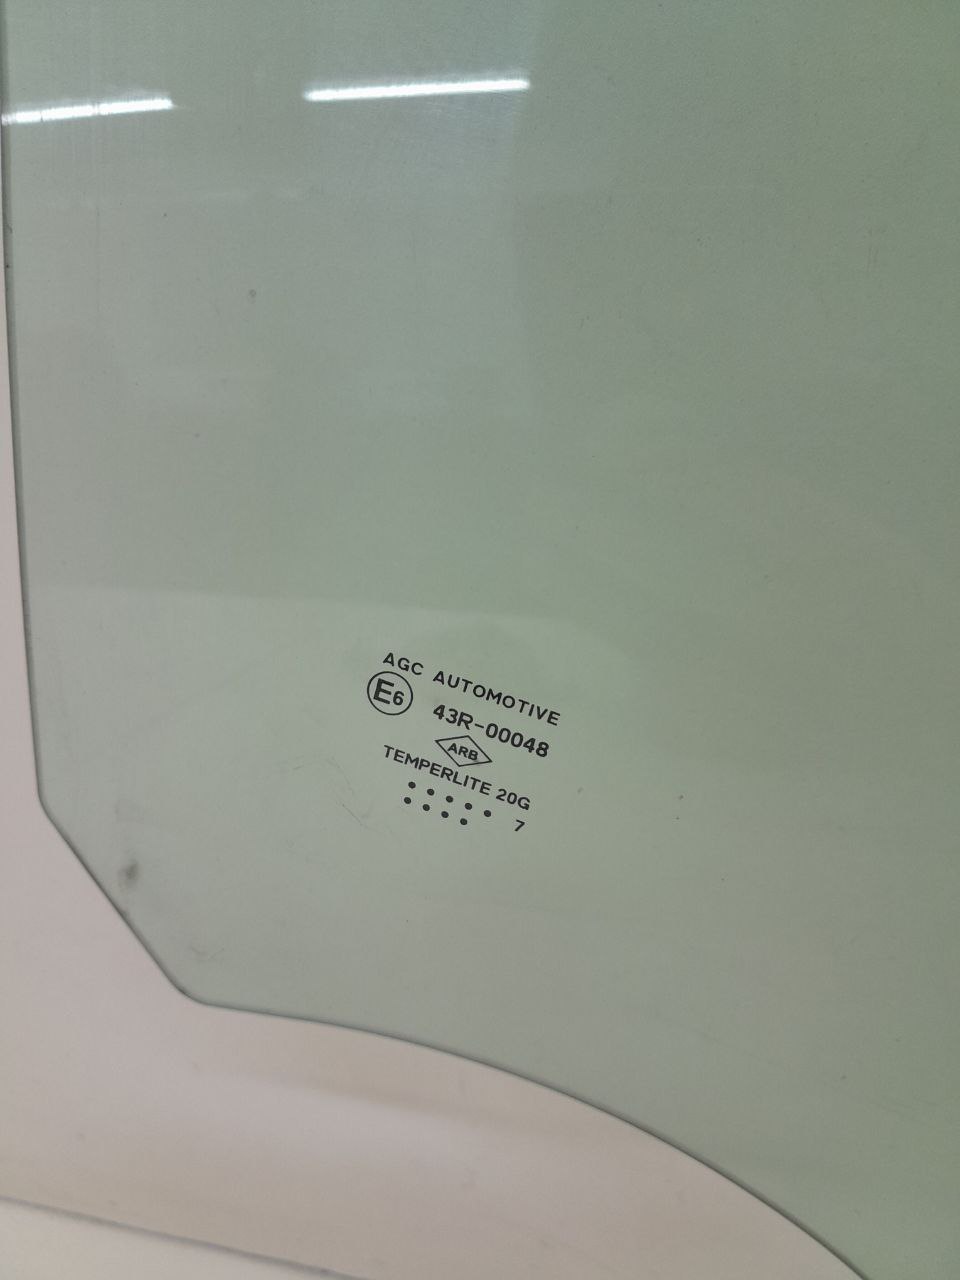 AGC AUTOMOTIVE
E6 43R-00048
ARB
TEMPERLITE 20G
7